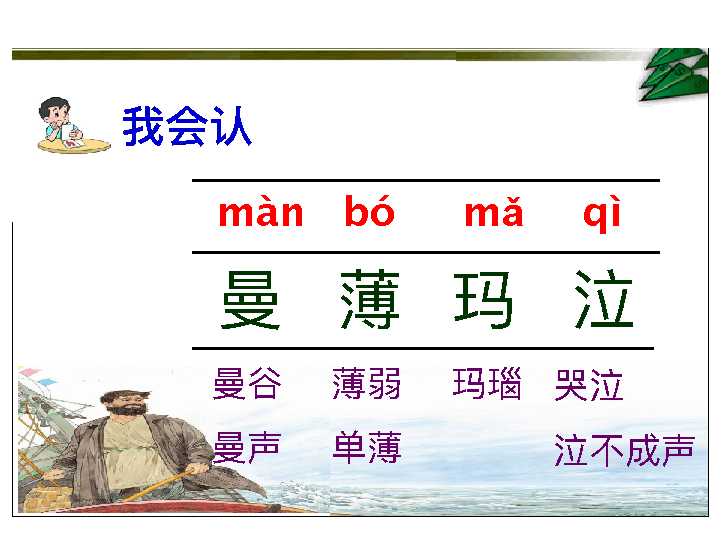 我会认
màn bó mǎ qì
曼 薄 玛 泣
曼谷 薄弱 玛瑙 哭泣
曼声 单薄 泣不成声